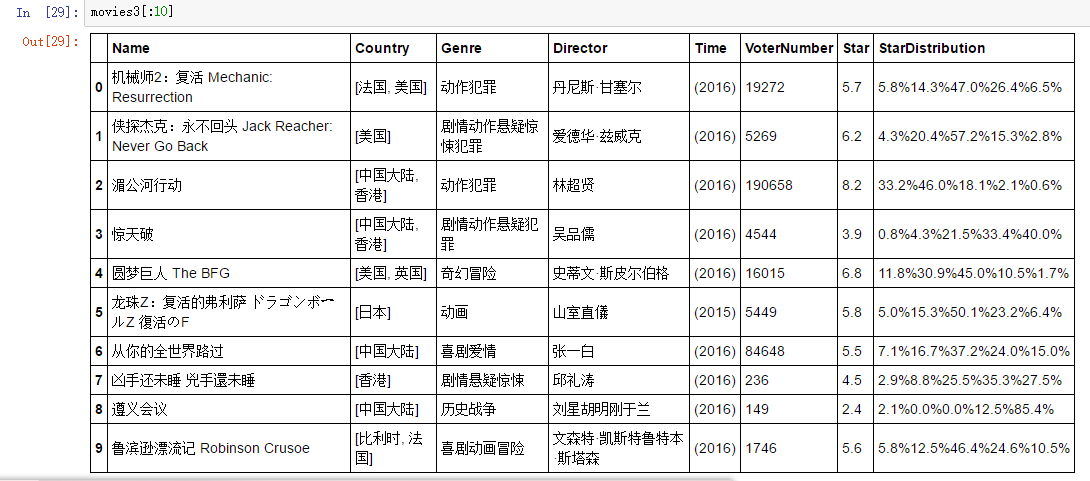 In [29]: movies3[:10]
Out[29]:
Name Country Genre Director Time VoterNumber Star StarDistribution
0 机械师2：复活 Mechanic: Resurrection [法国, 美国] 动作犯罪 丹尼斯·甘塞尔 (2016) 19272 5.7 5.8%14.3%47.0%26.4%6.5%
1 侠探杰克：永不回头 Jack Reacher: Never Go Back [美国] 剧情动作悬疑惊悚犯罪 爱德华·兹威克 (2016) 5269 6.2 4.3%20.4%57.2%15.3%2.8%
2 湄公河行动 [中国大陆, 香港] 动作犯罪 林超贤 (2016) 190658 8.2 33.2%46.0%18.1%2.1%0.6%
3 惊天破 [中国大陆, 香港] 剧情动作悬疑犯罪 吴品儒 (2016) 4544 3.9 0.8%4.3%21.5%33.4%40.0%
4 圆梦巨人 The BFG [美国, 英国] 奇幻冒险 史蒂文·斯皮尔伯格 (2016) 16015 6.8 11.8%30.9%45.0%10.5%1.7%
5 龙珠Z：复活的弗利萨 ドラゴンボールZ 復活のF [日本] 动画 山室直儀 (2015) 5449 5.8 5.0%15.3%50.1%23.2%6.4%
6 从你的全世界路过 [中国大陆] 喜剧爱情 张一白 (2016) 84648 5.5 7.1%16.7%37.2%24.0%15.0%
7 凶手还未睡 兇手還未睡 [香港] 剧情悬疑惊悚 邱礼涛 (2016) 236 4.5 2.9%8.8%25.5%35.3%27.5%
8 遵义会议 [中国大陆] 历史战争 刘星胡明刚于兰 (2016) 149 2.4 2.1%0.0%0.0%12.5%85.4%
9 鲁滨逊漂流记 Robinson Crusoe [比利时, 法国] 喜剧动画冒险 文森特·凯斯特鲁特本·斯塔森 (2016) 1746 5.6 5.8%12.5%46.4%24.6%10.5%